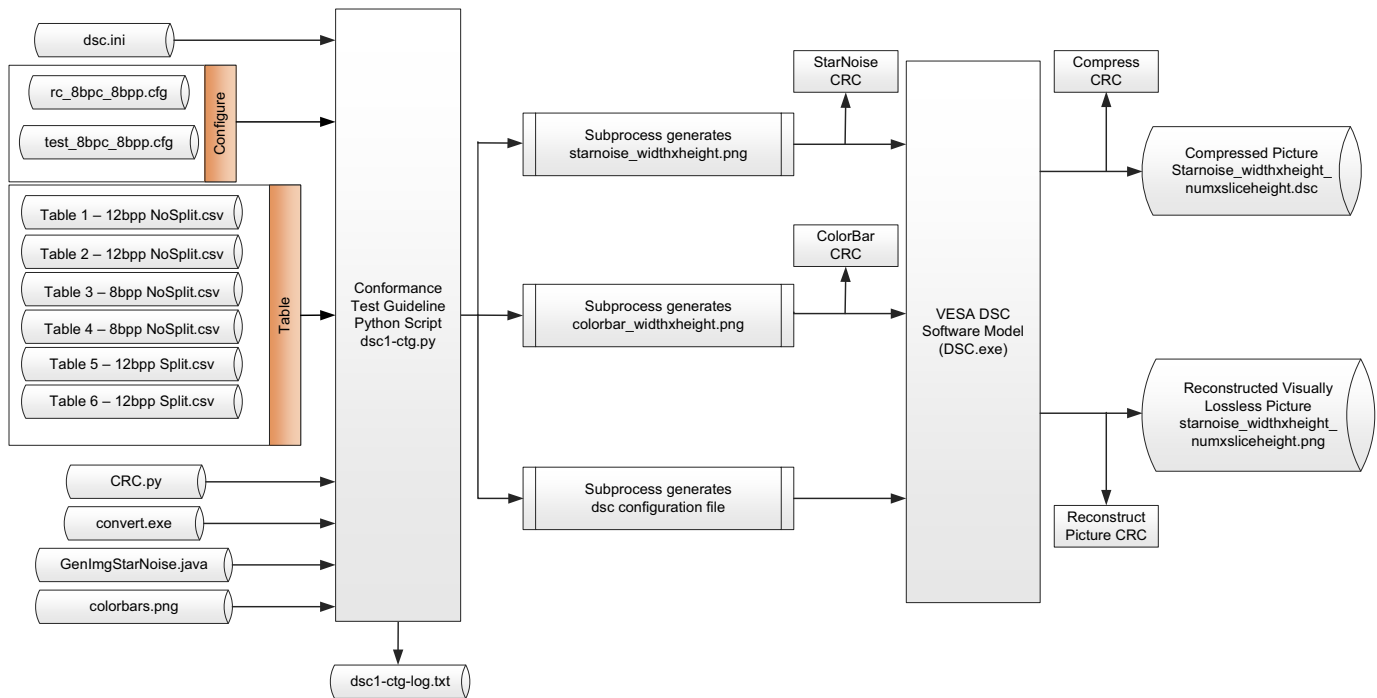 dsc.ini
rc_8bpc_8bpp.cfg
test_8bpc_8bpp.cfg
Configure
Table 1 – 12bpp NoSplit.csv
Table 2 – 12bpp NoSplit.csv
Table 3 – 8bpp NoSplit.csv
Table 4 – 8bpp NoSplit.csv
Table 5 – 12bpp Split.csv
Table 6 – 12bpp Split.csv
Table
CRC.py
convert.exe
GenImgStarNoise.java
colorbars.png
Conformance
Test Guideline
Python Script
dsc1-ctg.py
dsc1-ctg-log.txt
Subprocess generates
starnoise_widthxheight.png
StarNoise
CRC
Subprocess generates
colorbar_widthxheight.png
ColorBar
CRC
Subprocess generates
dsc configuration file
VESA DSC
Software Model
(DSC.exe)
Compress
CRC
Compressed Picture
Starnoise_widthxheight_
numxsliceheight.dsc
Reconstructed Visually
Lossless Picture
starnoise_widthxheight_
numxsliceheight.png
Reconstruct
Picture CRC